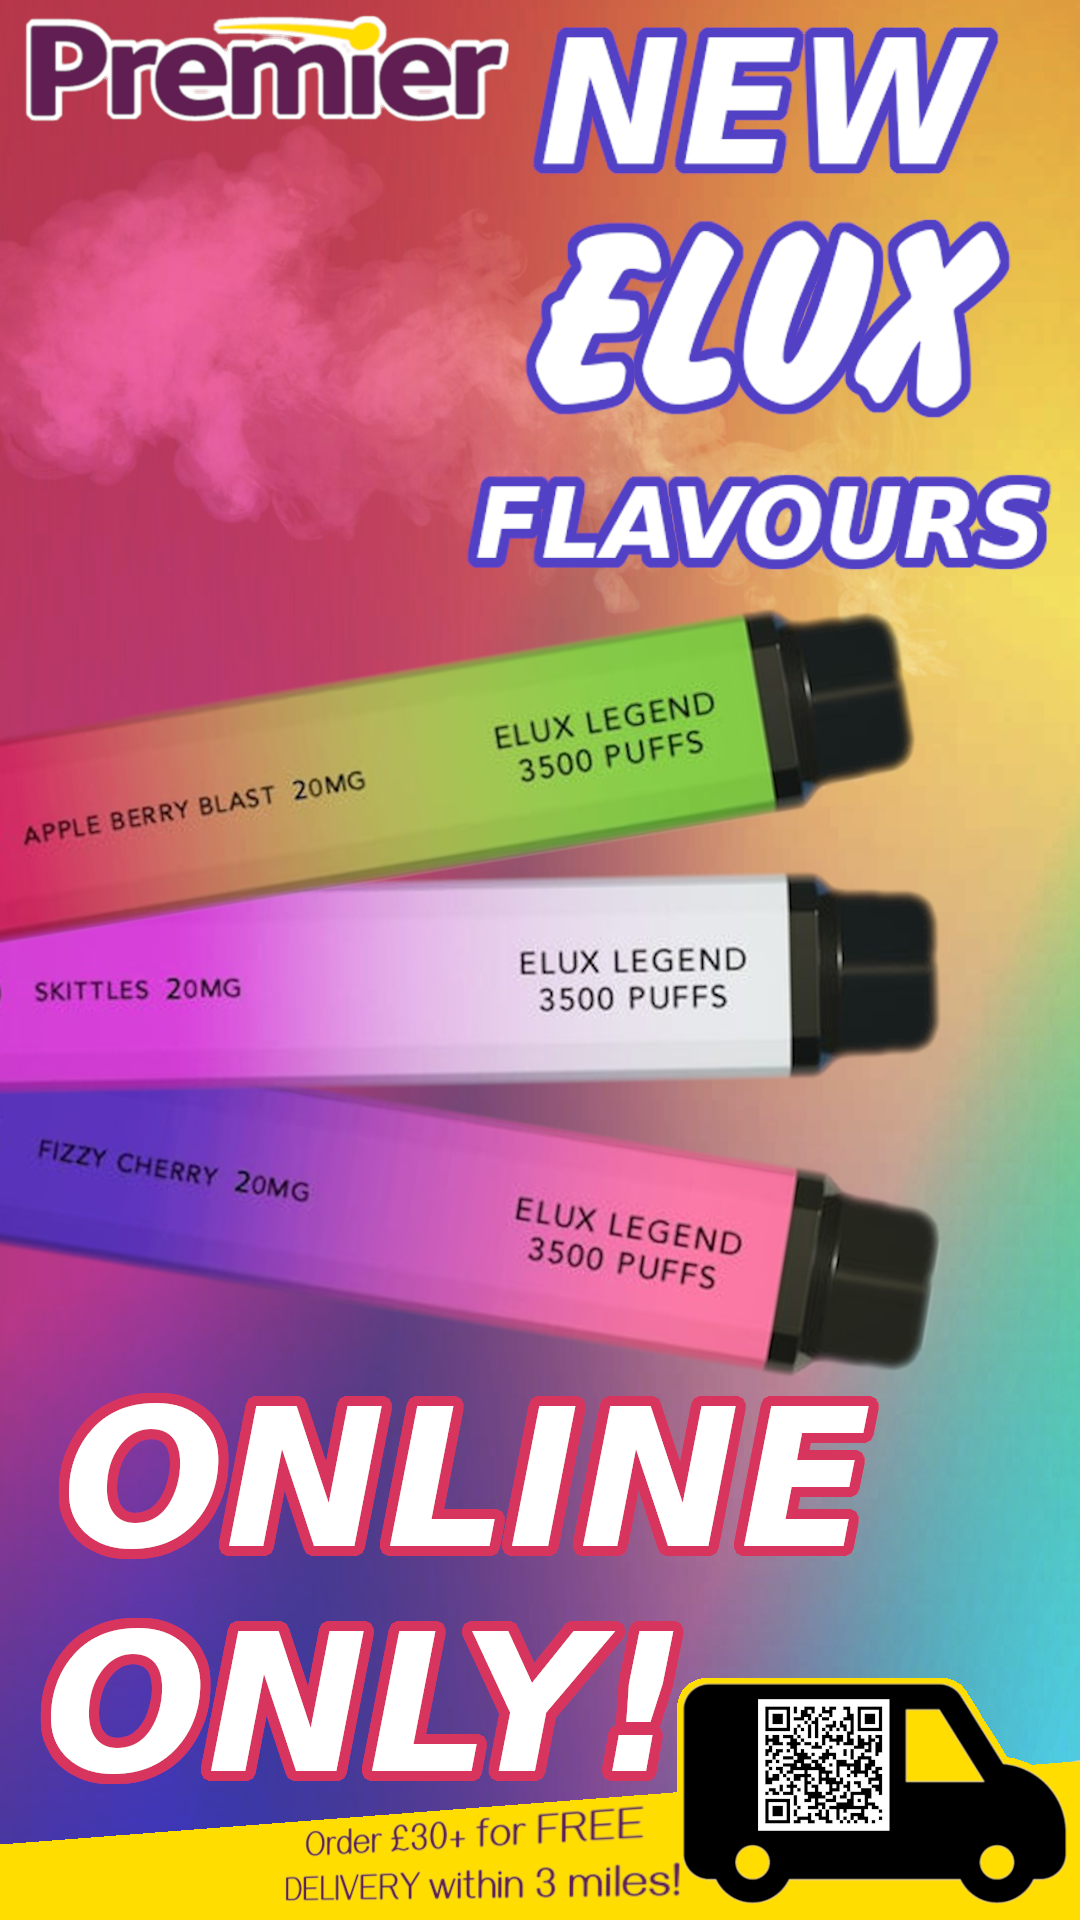 Premier
NEW
ELUX
FLAVOURS
ELUX LEGEND
3500 PUFFS
APPLE BERRY BLAST 20MG
ELUX LEGEND
3500 PUFFS
SKITTLES 20MG
FIZZY CHERRY 20MG
ELUX LEGEND
3500 PUFFS
ONLINE
ONLY!
Order £30+ for FREE
DELIVERY within 3 miles!